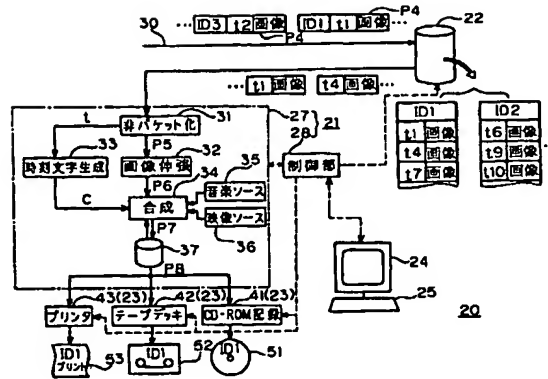 P4
30
… ID3 t2 画像 ID1 t1 画像 …
P4
22
… t1 画像 t4 画像 …
31
27
21
t
非パケット化
28
33
P5
32
時刻文字生成
画像伸張
35
制御部
P6
34
音楽ソース
C
合成
映像ソース
P7
36
37
P8
ID1
t1 画像
t4 画像
t7 画像
ID2
t6 画像
t9 画像
t10 画像
24
25
20
43(23)
42(23)
41(23)
プリンタ
テープデッキ
CD-ROM記録
ID1
プリント
53
ID1
52
ID1
51